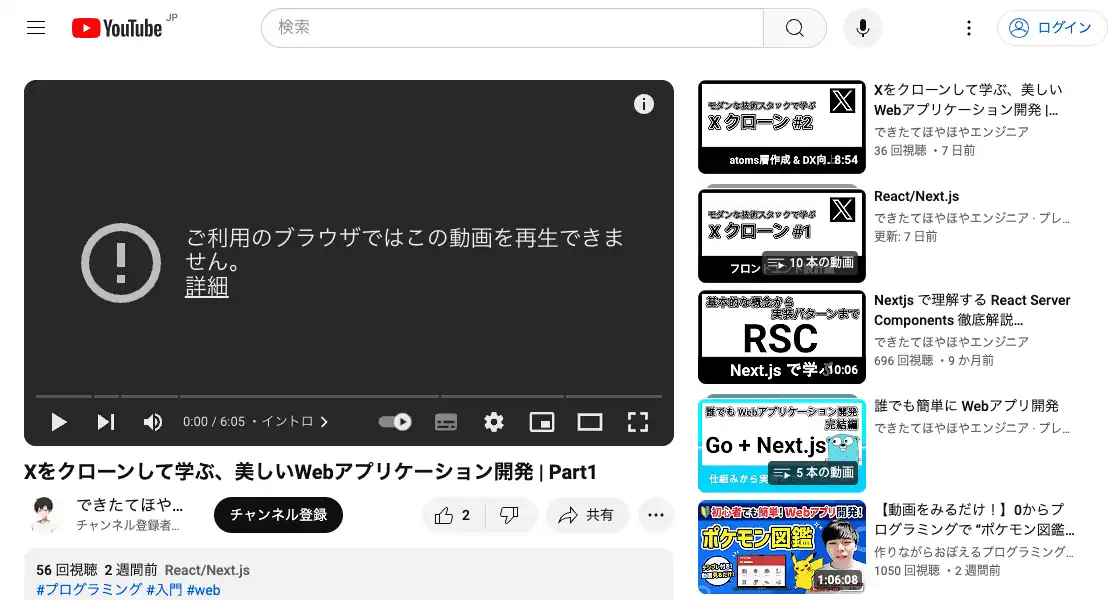 YouTube JP
検索
ログイン
ご利用のブラウザではこの動画を再生できま
せん。
詳細
0:00 / 6:05 ・イントロ
Xをクローンして学ぶ、美しいWebアプリケーション開発 | Part1
できたてほや…
チャンネル登録者…
チャンネル登録
2
共有
56 回視聴 2 週間前 React/Next.js
#プログラミング #入門 #web
モダンな技術スタックで学ぶ
X クローン #2
atoms層作成 & DX向
8:54
Xをクローンして学ぶ、美しい
Webアプリケーション開発 |…
できたてほやほやエンジニア
36 回視聴 ・7 日前
モダンな技術スタックで学ぶ
X クローン #1
フロン
10 本の動画
React/Next.js
できたてほやほやエンジニア · プレ…
更新: 7 日前
基本的な概念から
実装パターンまで
RSC
Next.js で学
10:06
Nextjs で理解する React Server
Components 徹底解説…
できたてほやほやエンジニア
696 回視聴 ・9 か月前
誰でも Webアプリケーション開発
完結編
Go + Next.js
仕組みから実
5 本の動画
誰でも簡単に Webアプリ開発
できたてほやほやエンジニア · プレ…
初心者でも簡単！Webアプリ開発！
ポケモン図鑑
1:06:08
【動画をみるだけ！】0からプ
ログラミングで “ポケモン図鑑…
作りながらおぼえるプログラミング…
1050 回視聴 ・2 週間前